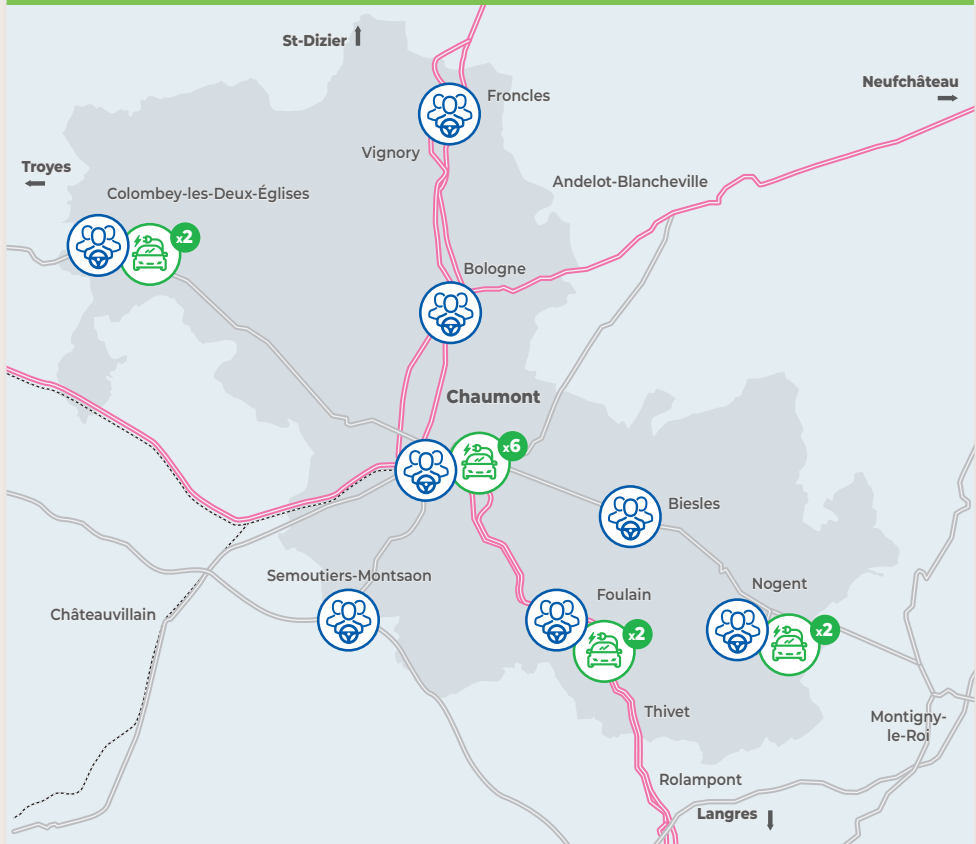 St-Dizier
Neufchâteau
Froncles
Vignory
Troyes
Andelot-Blancheville
Colombey-les-Deux-Églises
x2
Bologne
Chaumont
x6
Biesles
Semoutiers-Montsaon
Nogent
Foulain
Châteauvillain
x2
x2
Thivet
Montigny-
le-Roi
Rolampont
Langres